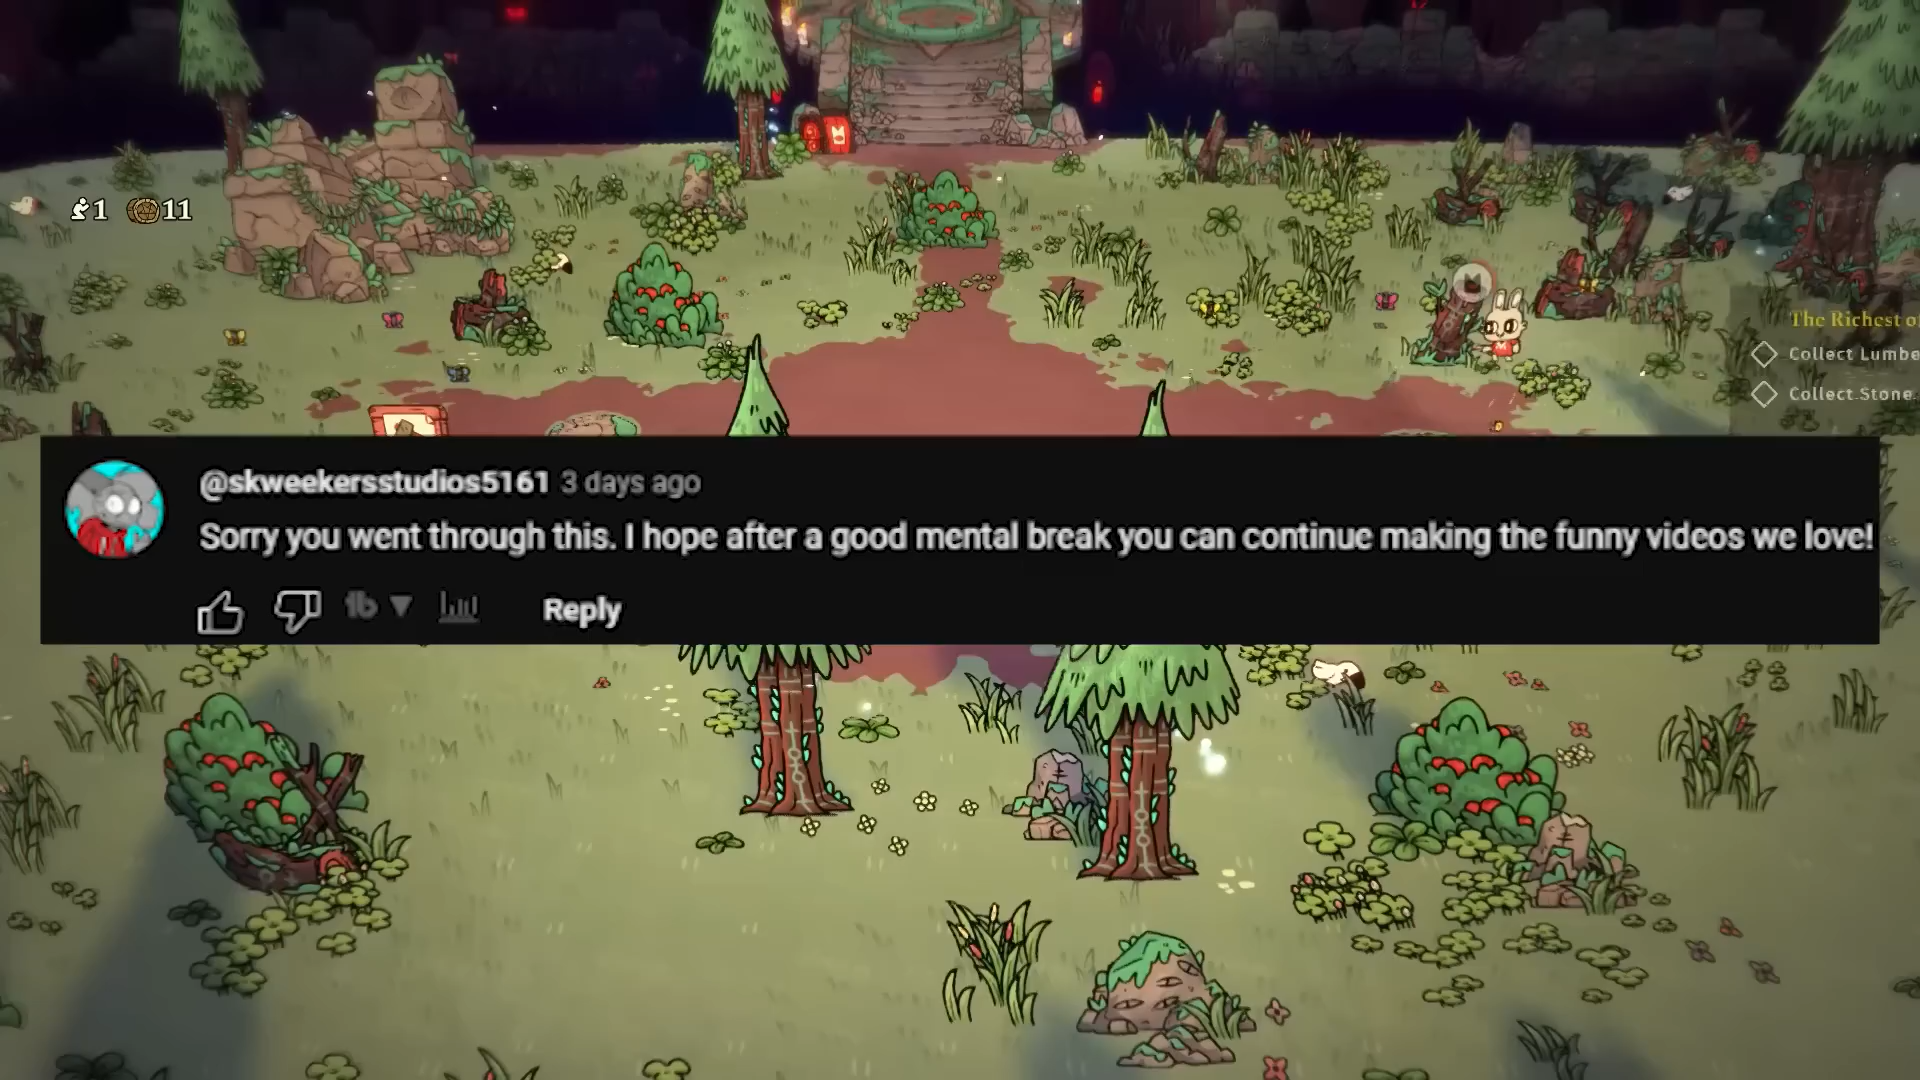 1 11
The Richest o
Collect Lumbe
Collect Stone
@skweekersstudios5161 3 days ago
Sorry you went through this. I hope after a good mental break you can continue making the funny videos we love!
Reply